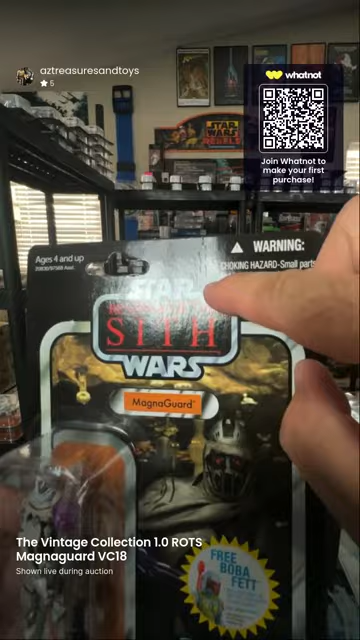 aztreasuresandtoys
★ 5
whatnot
Join Whatnot to
make your first
purchase!
STAR WARS
REBELS
Ages 4 and up
WARNING:
CHOKING HAZARD-Small parts
STAR
SITH
WARS
MagnaGuard™
FREE
BOBA
FETT
The Vintage Collection 1.0 ROTS
Magnaguard VC18
Shown live during auction